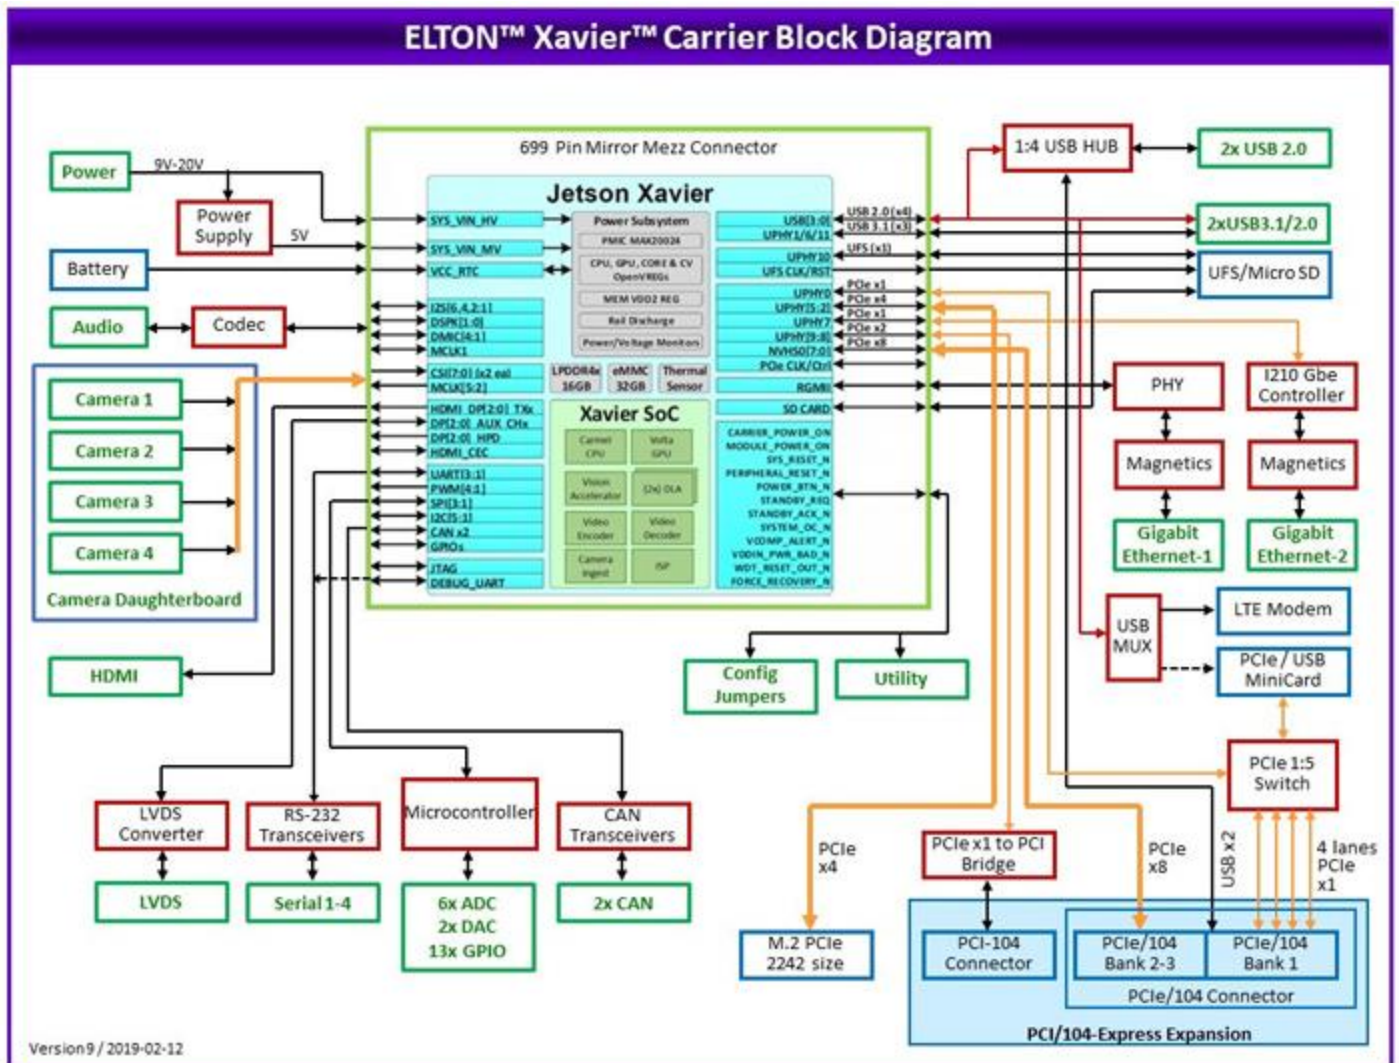 ELTON™ Xavier™ Carrier Block Diagram
699 Pin Mirror Mezz Connector
Jetson Xavier
Power
9V-20V
Power
Supply
5V
Battery
Audio
Codec
Camera 1
Camera 2
Camera 3
Camera 4
Camera Daughterboard
HDMI
SYS_VIN_HV
SYS_VIN_MV
VCC_RTC
I2S[6,4,2:1]
DSPK[1:0]
DMIC[4:1]
MCLK1
CSI[7:0] (x2 ea)
MCLK[5:2]
HDMI_DP[2:0]_TXx
DP[2:0]_AUX_CHx
DP[2:0]_HPD
HDMI_CEC
UART[3:1]
PWM[4:1]
SPI[3:1]
I2C[5:1]
CAN x2
GPIOs
JTAG
DEBUG_UART
Power Subsystem
PMIC MAX20024
CPU, GPU, CORE & CV
OpenVREGs
MEM VDD2 REG
Rail Discharge
Power/Voltage Monitors
LPDDR4x
16GB
eMMC
32GB
Thermal
Sensor
Xavier SoC
Carmel
CPU
Volta
GPU
Vision
Accelerator
(2x) DLA
Video
Encoder
Video
Decoder
Camera
Ingest
ISP
USB[3:0]
UPHY1/6/11
UPHY10
UFS CLK/RST
UPHY0
UPHY[5:2]
UPHY7
UPHY[9:8]
NVHS0[7:0]
PCIe CLK/Ctrl
RGMII
SD CARD
CARRIER_POWER_ON
MODULE_POWER_ON
SYS_RESET_N
PERIPHERAL_RESET_N
POWER_BTN_N
STANDBY_REQ
STANDBY_ACK_N
SYSTEM_OC_N
VCOMP_ALERT_N
VDDIN_PWR_BAD_N
WDT_RESET_OUT_N
FORCE_RECOVERY_N
USB 2.0 (x4)
USB 3.1 (x3)
UFS (x1)
PCIe x1
PCIe x4
PCIe x1
PCIe x2
PCIe x8
1:4 USB HUB
2x USB 2.0
2xUSB3.1/2.0
UFS/Micro SD
PHY
I210 Gbe
Controller
Magnetics
Magnetics
Gigabit
Ethernet-1
Gigabit
Ethernet-2
USB
MUX
LTE Modem
PCIe / USB
MiniCard
PCIe 1:5
Switch
Config
Jumpers
Utility
LVDS
Converter
RS-232
Transceivers
Microcontroller
CAN
Transceivers
LVDS
Serial 1-4
6x ADC
2x DAC
13x GPIO
2x CAN
PCIe
x4
PCIe x1 to PCI
Bridge
PCIe
x8
USB x2
4 lanes
PCIe
x1
M.2 PCIe
2242 size
PCI-104
Connector
PCIe/104
Bank 2-3
PCIe/104
Bank 1
PCIe/104 Connector
PCI/104-Express Expansion
Version9 / 2019-02-12